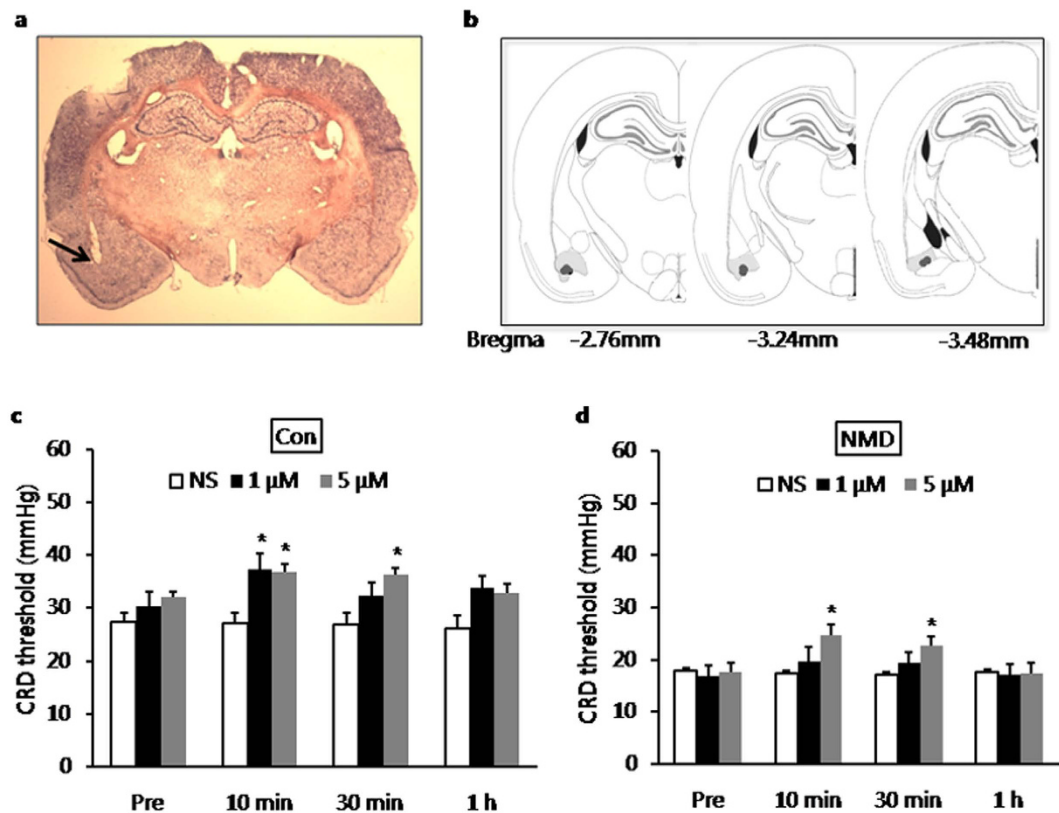 a
b
Bregma −2.76mm −3.24mm −3.48mm
c
Con
CRD threshold (mmHg)
60
50
40
30
20
10
0
NS 1 μM 5 μM
* * *
Pre 10 min 30 min 1 h
d
NMD
CRD threshold (mmHg)
60
50
40
30
20
10
0
NS 1 μM 5 μM
* *
Pre 10 min 30 min 1 h